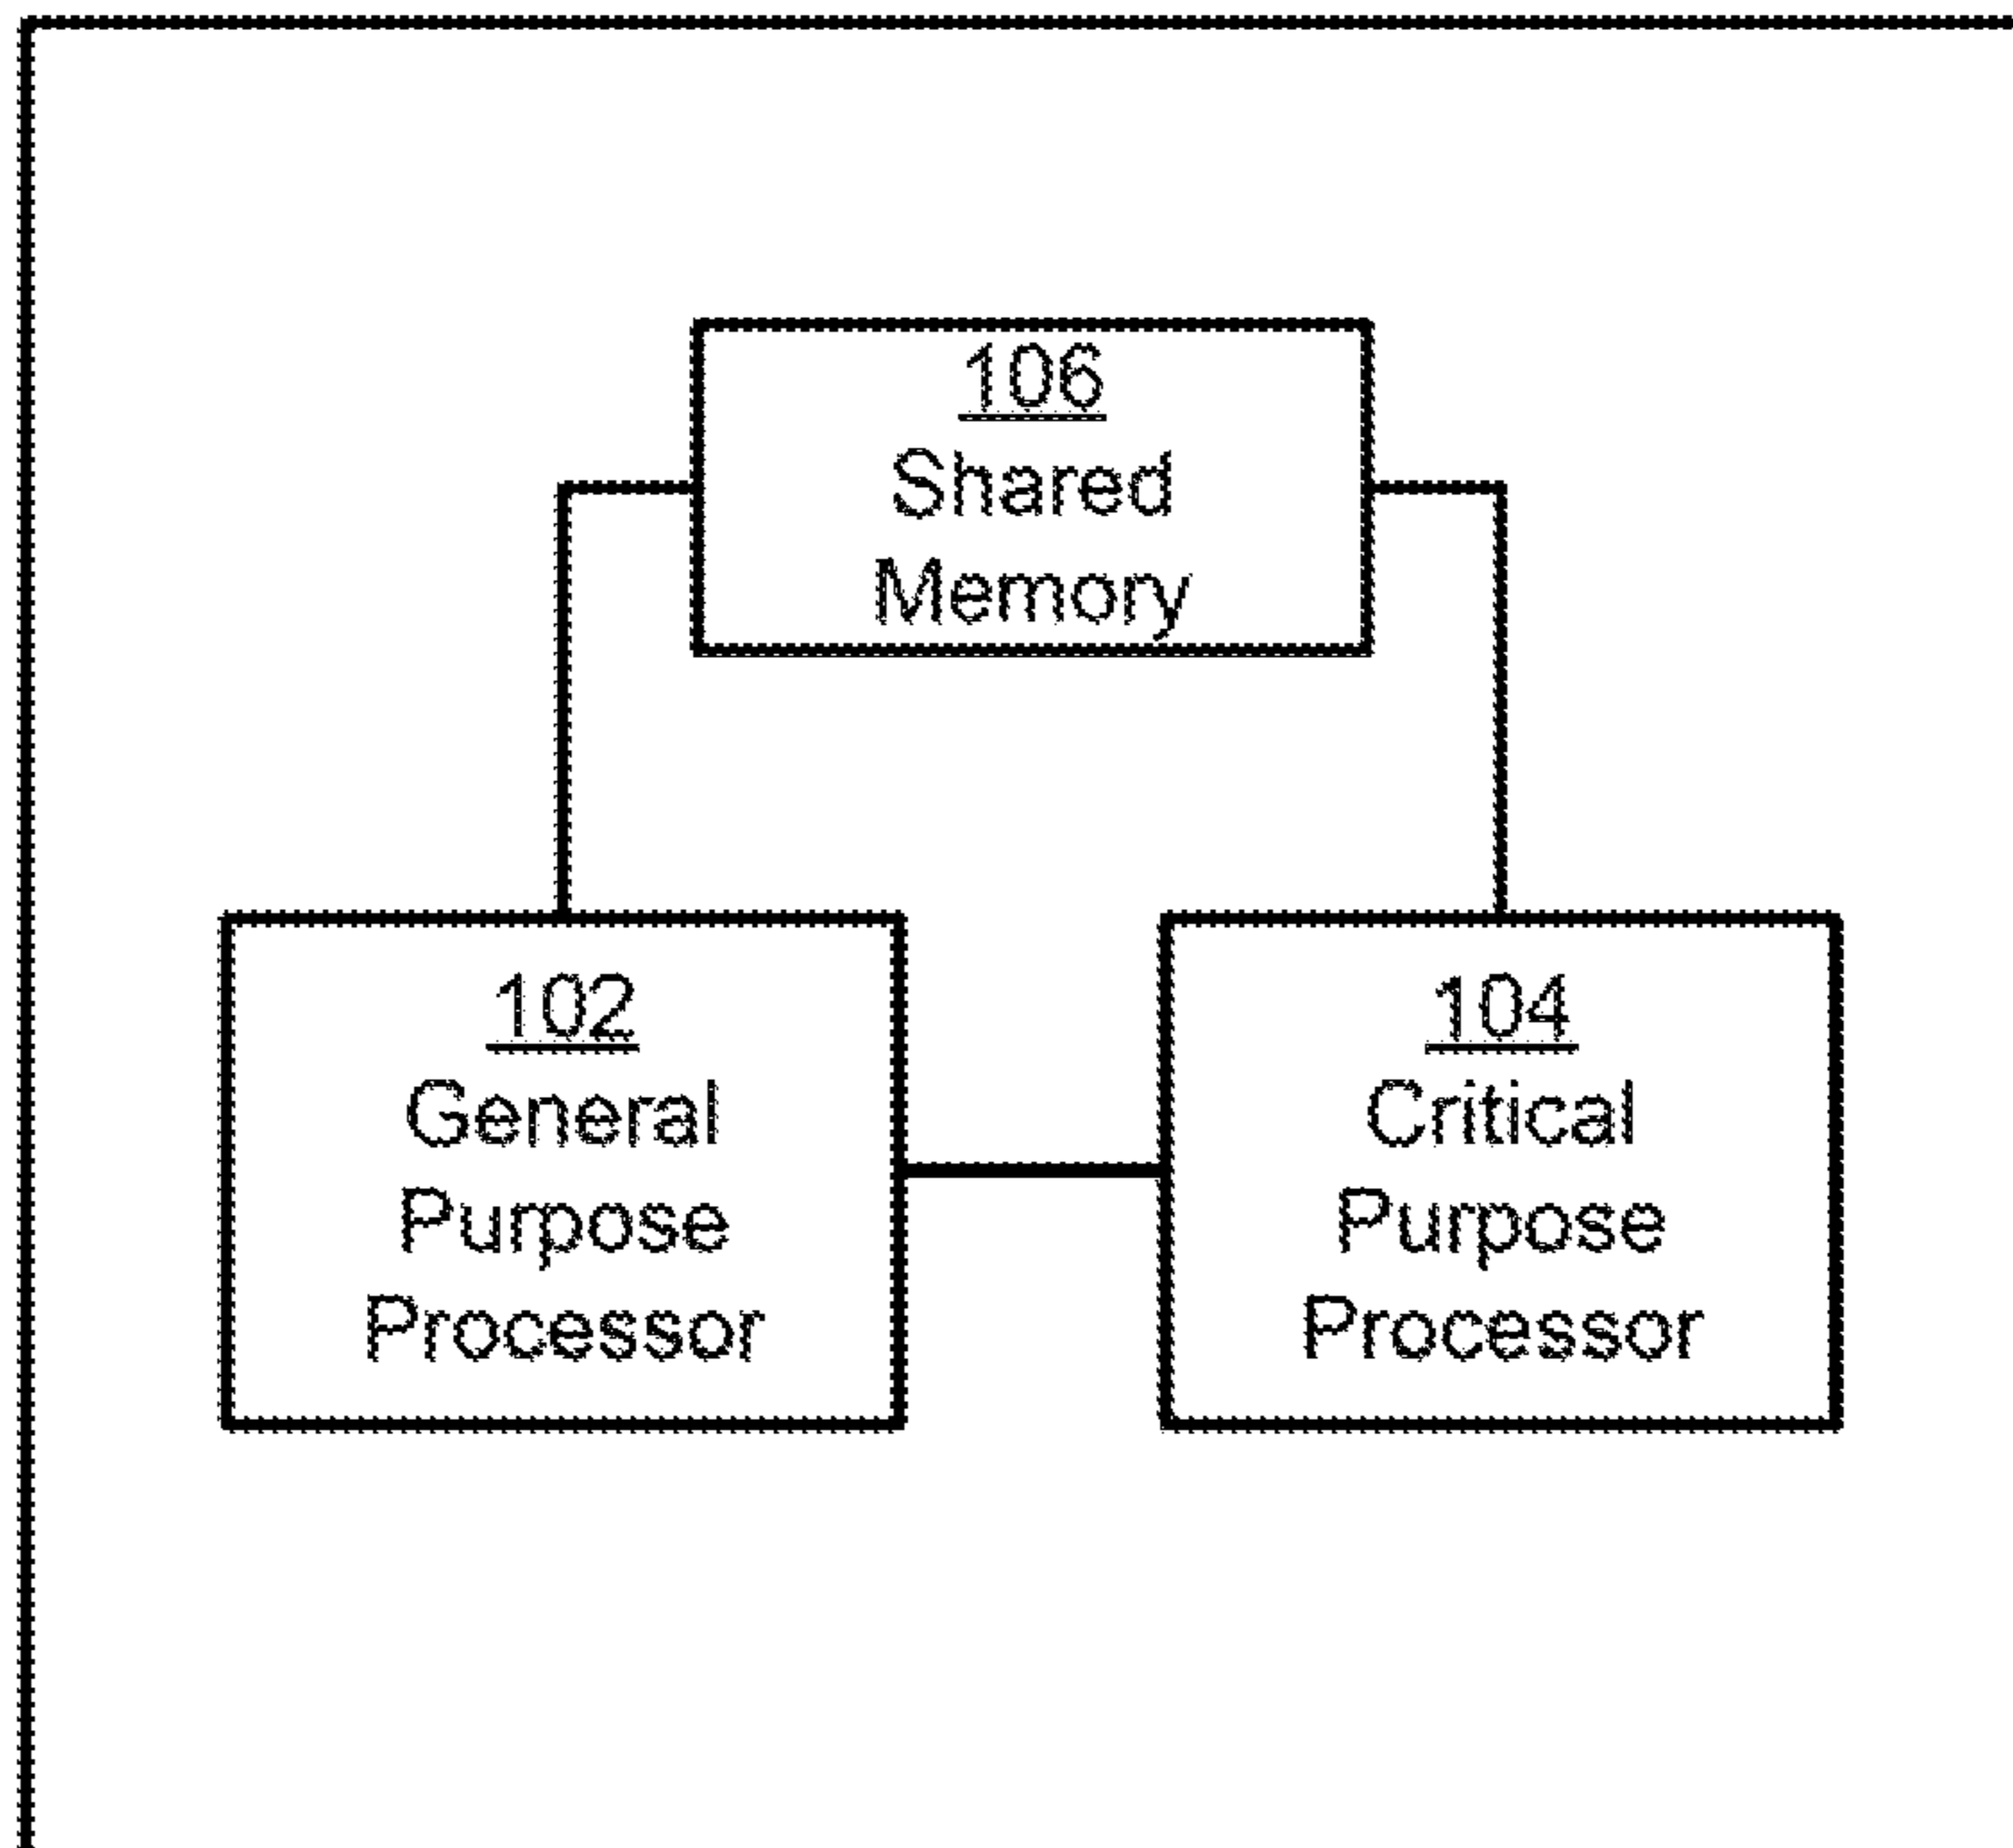 106
Shared
Memory
102
General
Purpose
Processor
104
Critical
Purpose
Processor